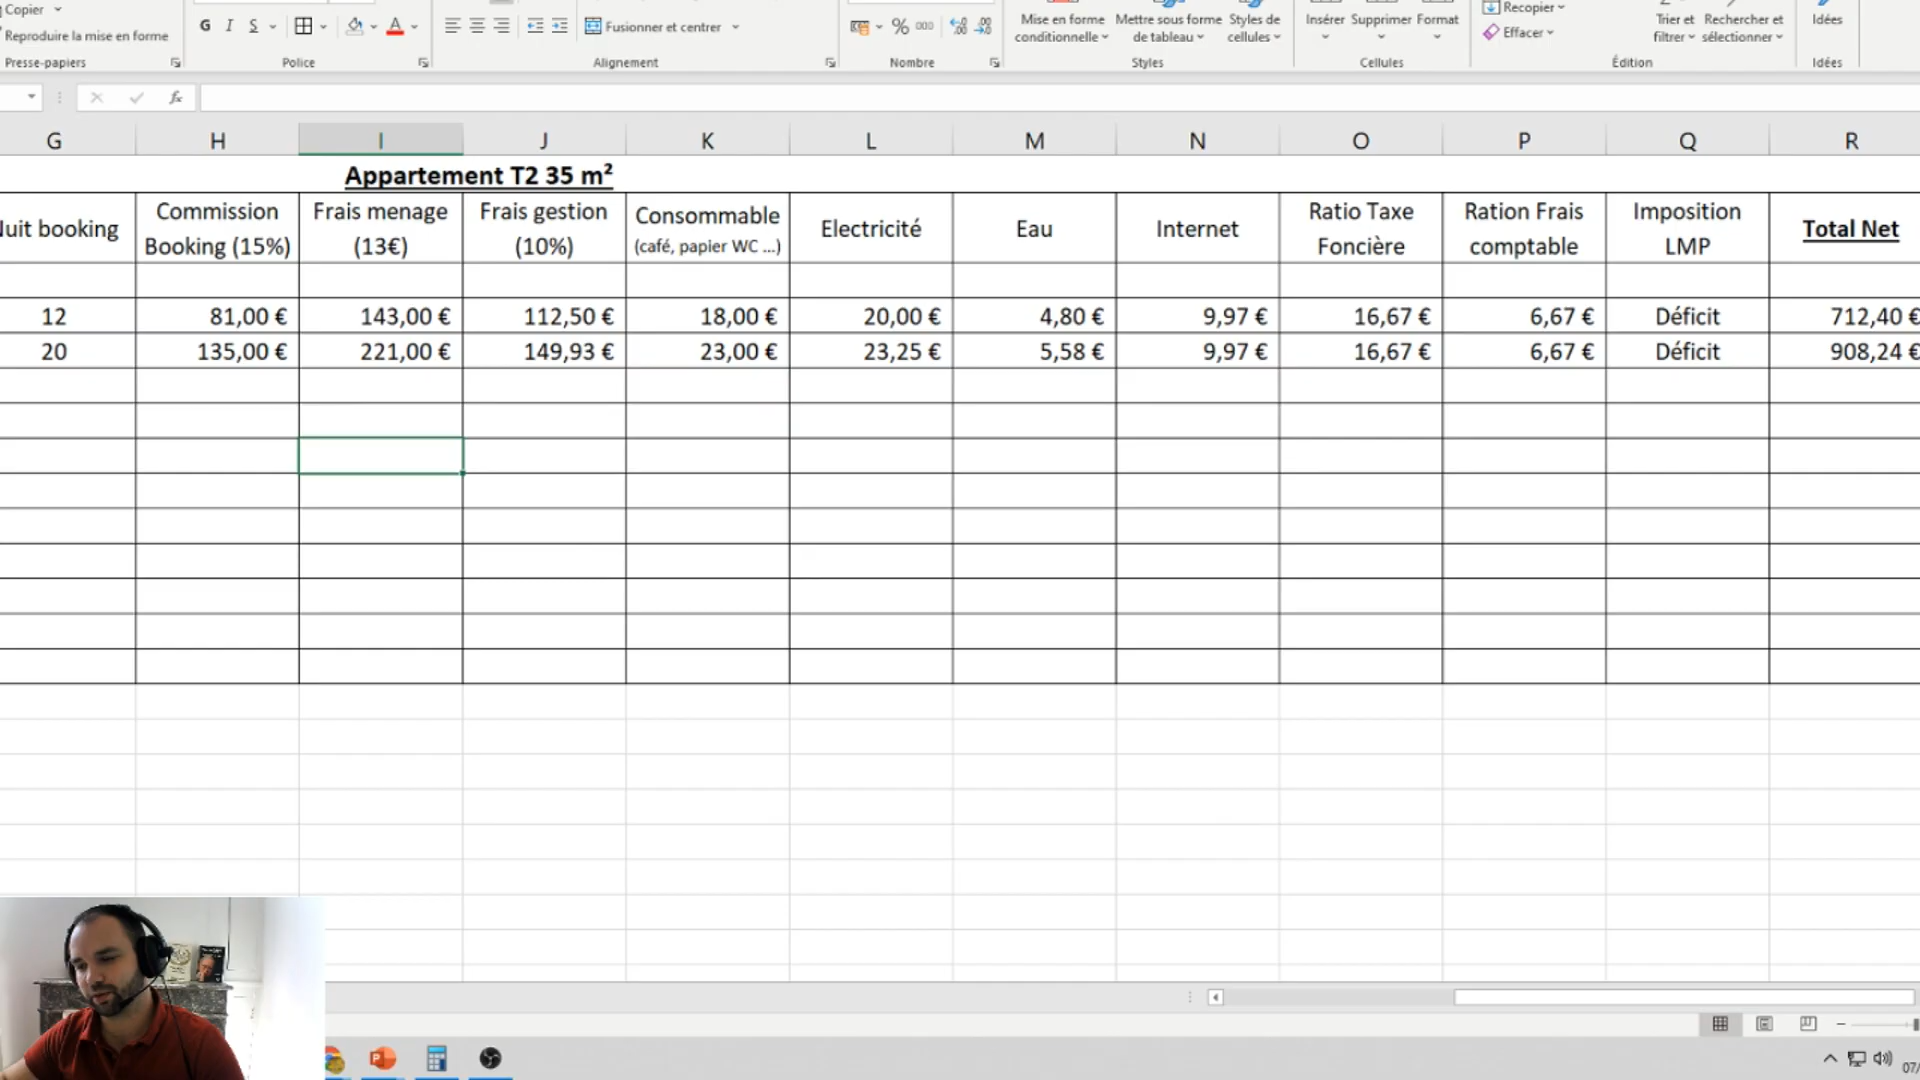 Copier
Reproduire la mise en forme
G I S
A
Fusionner et centrer
% 000
Mise en forme conditionnelle
Mettre sous forme de tableau
Styles de cellules
Insérer Supprimer Format
Recopier
Effacer
Trier et filtrer
Rechercher et sélectionner
Idées
Presse-papiers Police Alignement Nombre Styles Cellules Édition Idées
fx
G H I J K L M N O P Q R
Appartement T2 35 m²
booking
Commission Booking (15%)
Frais menage (13€)
Frais gestion (10%)
Consommable (café, papier WC ...)
Electricité
Eau
Internet
Ratio Taxe Foncière
Ration Frais comptable
Imposition LMP
Total Net
12 81,00 € 143,00 € 112,50 € 18,00 € 20,00 € 4,80 € 9,97 € 16,67 € 6,67 € Déficit 712,40 €
20 135,00 € 221,00 € 149,93 € 23,00 € 23,25 € 5,58 € 9,97 € 16,67 € 6,67 € Déficit 908,24 €
P
07/